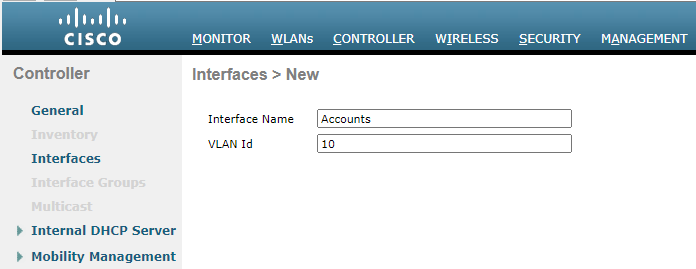 CISCO
MONITOR WLANs CONTROLLER WIRELESS SECURITY MANAGEMENT
Controller
General
Inventory
Interfaces
Interface Groups
Multicast
Internal DHCP Server
Mobility Management
Interfaces > New
Interface Name Accounts
VLAN Id 10